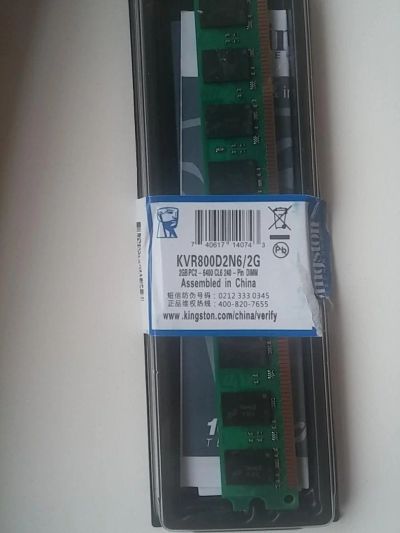 7 40617 14074 3
KVR800D2N6/2G
2GB PC2-6400 CL6 240-Pin DIMM
Assembled in China
短信防伪号码：0212 333 0345
正品维权热线：400-820-7655
www.kingston.com/china/verify
Pb
Kingston